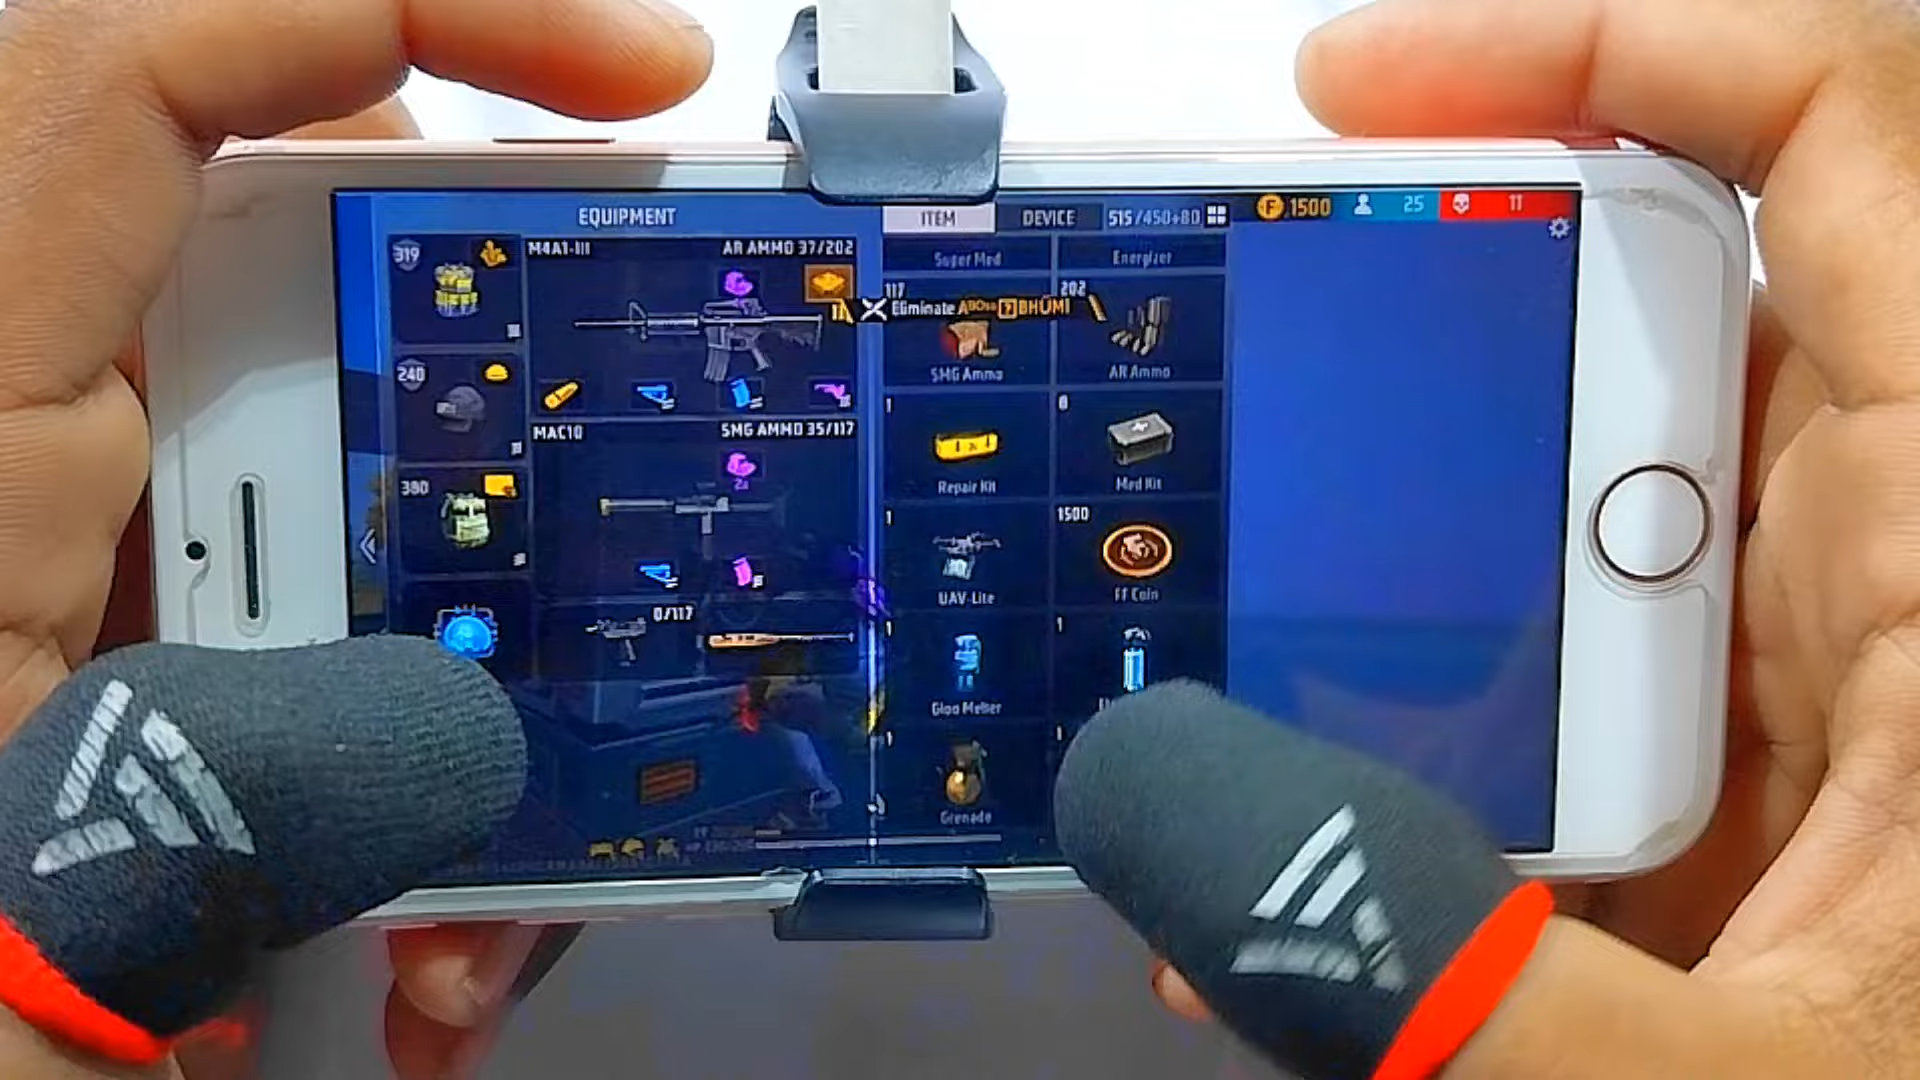 EQUIPMENT
ITEM
DEVICE
515/450+80
F 1500
25
11
319
M4A1-III
AR AMMO 37/202
Super Med
Energizer
117
202
Eliminate
BHUMI
SMG Ammo
AR Ammo
240
MAC10
SMG AMMO 35/117
2x
1
Repair Kit
Med Kit
380
1
UAV-Lite
1500
FF Coin
0/117
1
Gloo Melter
1
1
Grenade
1